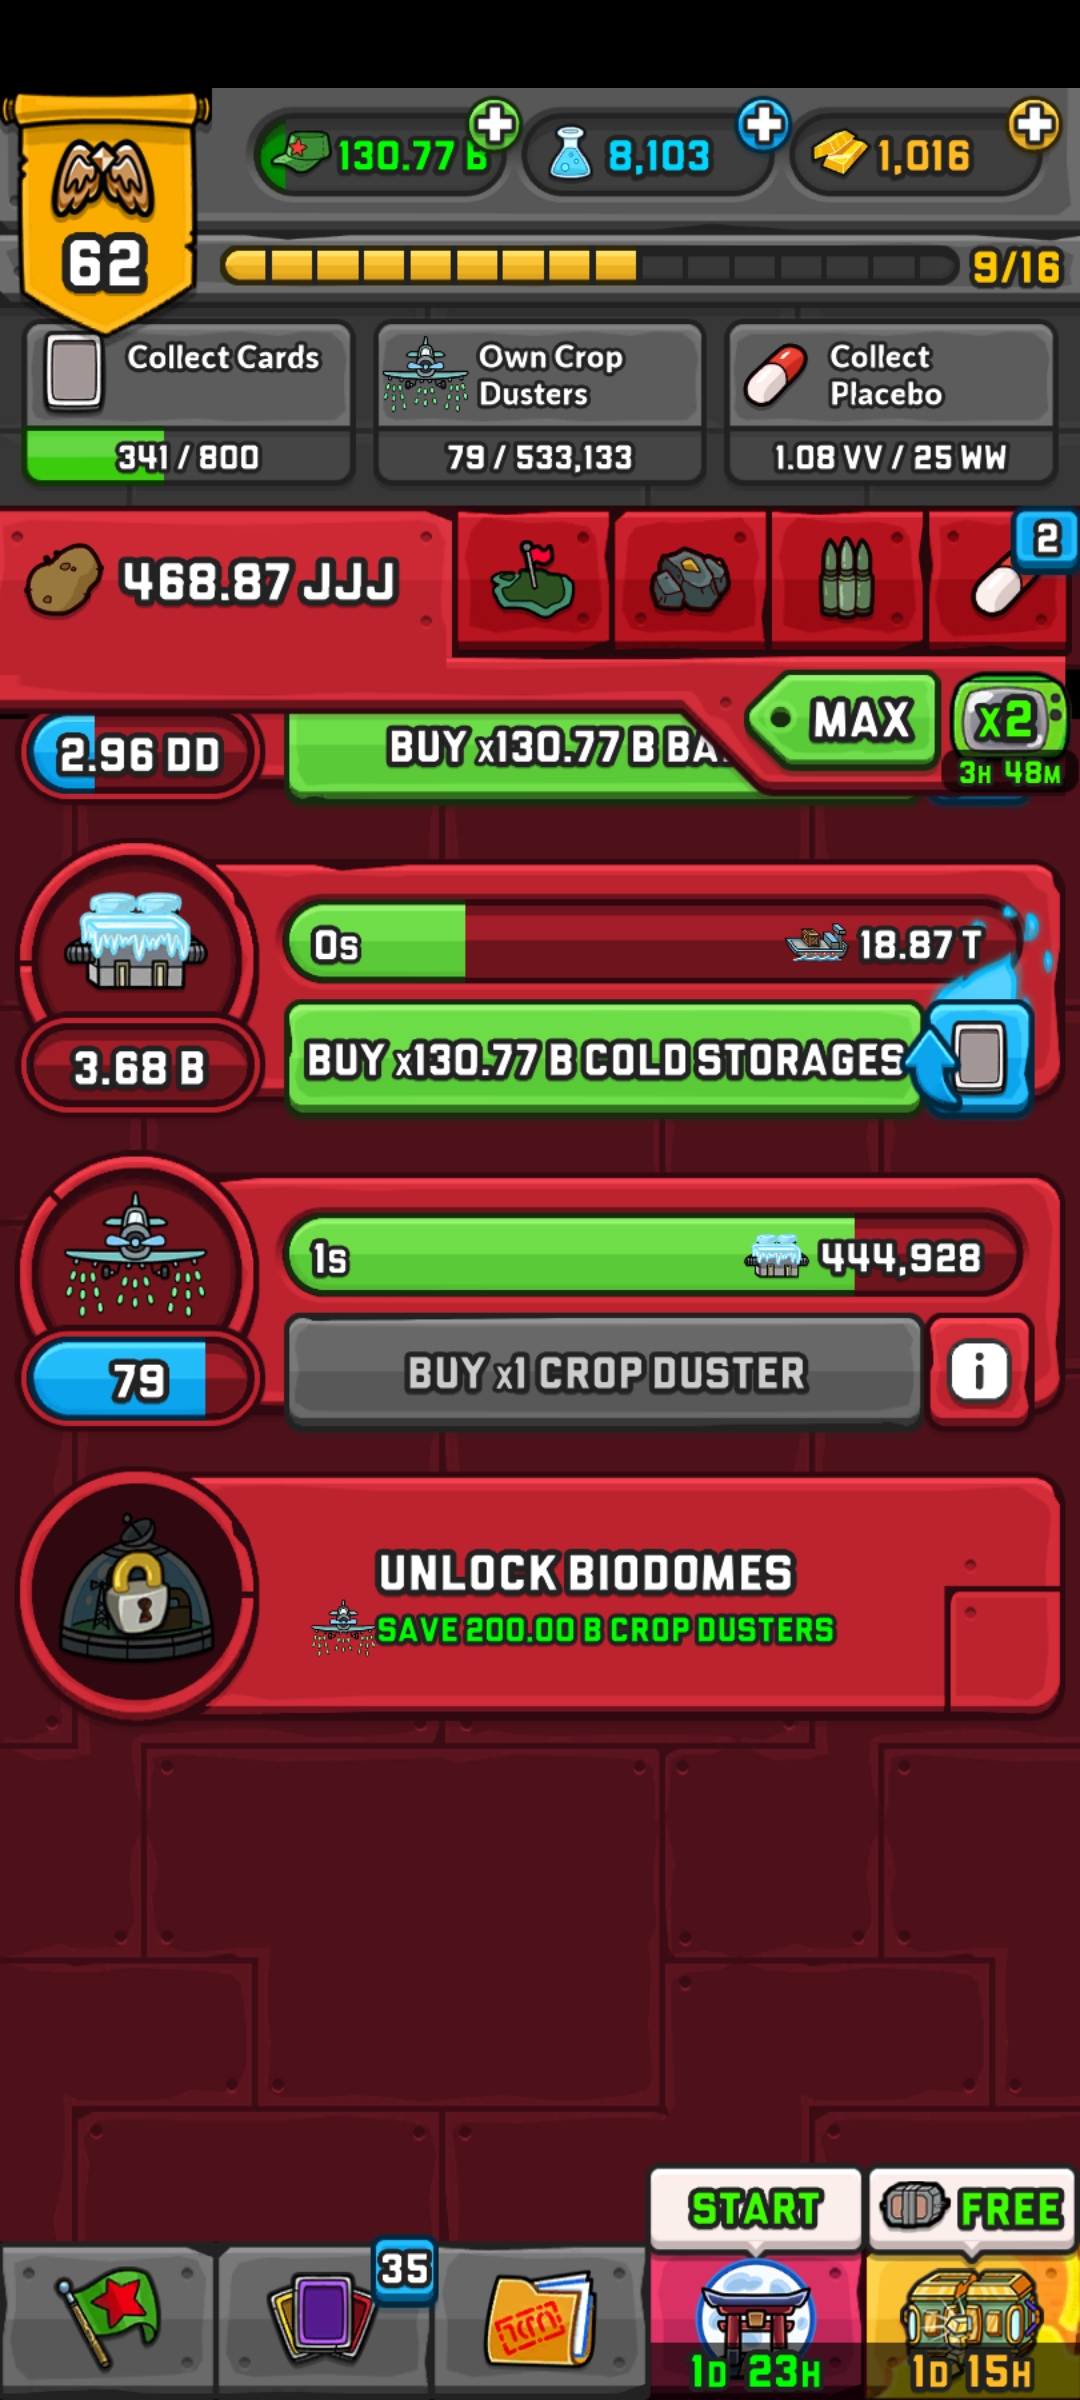 130.77 B
8,103
1,016
62
9/16
Collect Cards
341 / 800
Own Crop
Dusters
79 / 533,133
Collect
Placebo
1.08 VV / 25 WW
468.87 JJJ
2
MAX
x2
3H 48M
2.96 DD
BUY x130.77 B BA
0s
18.87 T
3.68 B
BUY x130.77 B COLD STORAGES
1s
444,928
79
BUY x1 CROP DUSTER
i
UNLOCK BIODOMES
SAVE 200.00 B CROP DUSTERS
START
FREE
35
1D 23H
1D 15H